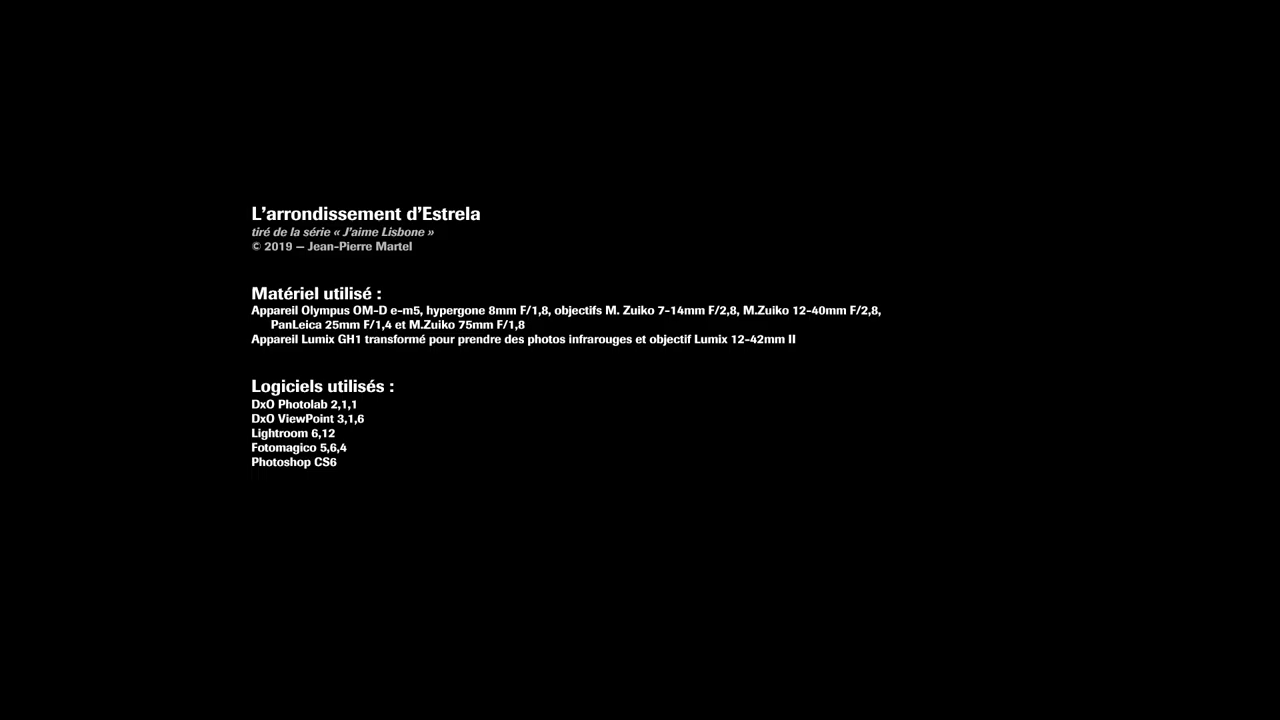 L’arrondissement d’Estrela
tiré de la série « J’aime Lisbone »
© 2019 — Jean-Pierre Martel
Matériel utilisé :
Appareil Olympus OM-D e-m5, hypergone 8mm F/1,8, objectifs M. Zuiko 7-14mm F/2,8, M.Zuiko 12-40mm F/2,8,
PanLeica 25mm F/1,4 et M.Zuiko 75mm F/1,8
Appareil Lumix GH1 transformé pour prendre des photos infrarouges et objectif Lumix 12-42mm II
Logiciels utilisés :
DxO Photolab 2,1,1
DxO ViewPoint 3,1,6
Lightroom 6,12
Fotomagico 5,6,4
Photoshop CS6